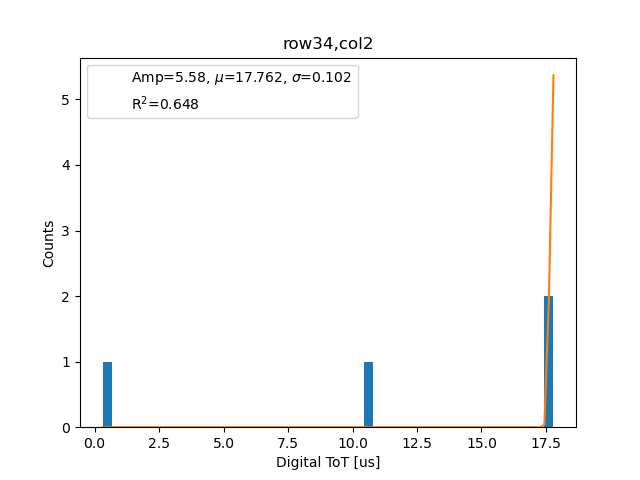 row34,col2
Amp=5.58, μ=17.762, σ=0.102
R²=0.648
Counts
5
4
3
2
1
0
0.0 2.5 5.0 7.5 10.0 12.5 15.0 17.5
Digital ToT [us]